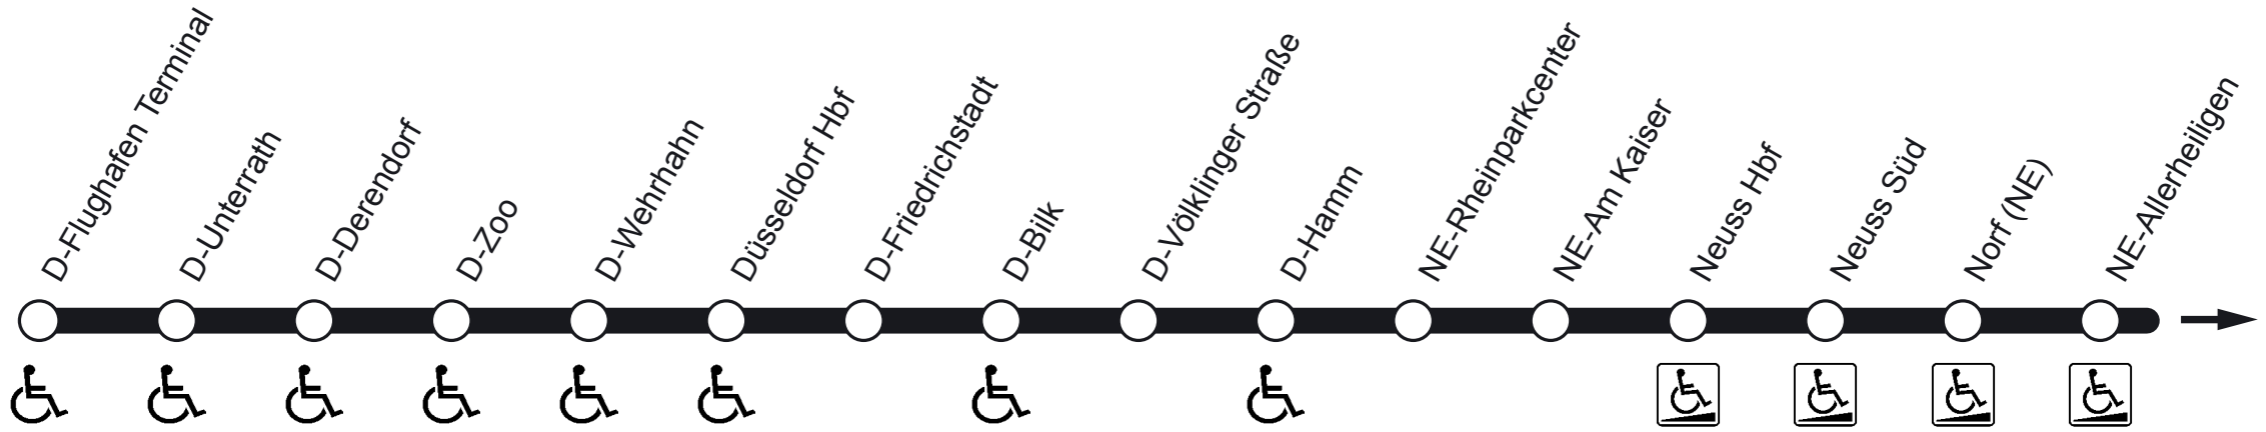 D-Flughafen Terminal
D-Unterrath
D-Derendorf
D-Zoo
D-Wehrhahn
Düsseldorf Hbf
D-Friedrichstadt
D-Bilk
D-Völklinger Straße
D-Hamm
NE-Rheinparkcenter
NE-Am Kaiser
Neuss Hbf
Neuss Süd
Norf (NE)
NE-Allerheiligen